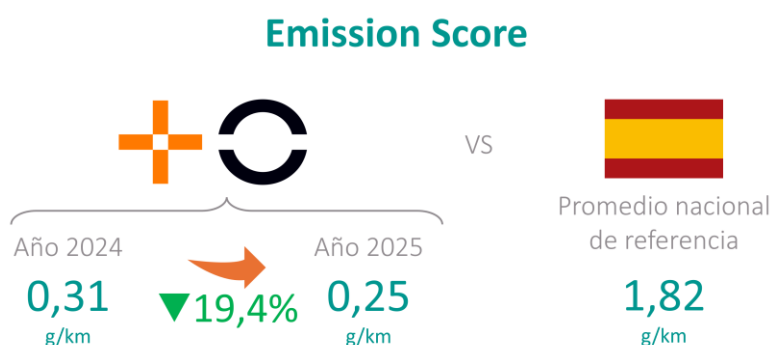 Emission Score
VS
Promedio nacional
de referencia
Año 2024
Año 2025
0,31
▼19,4%
0,25
1,82
g/km
g/km
g/km